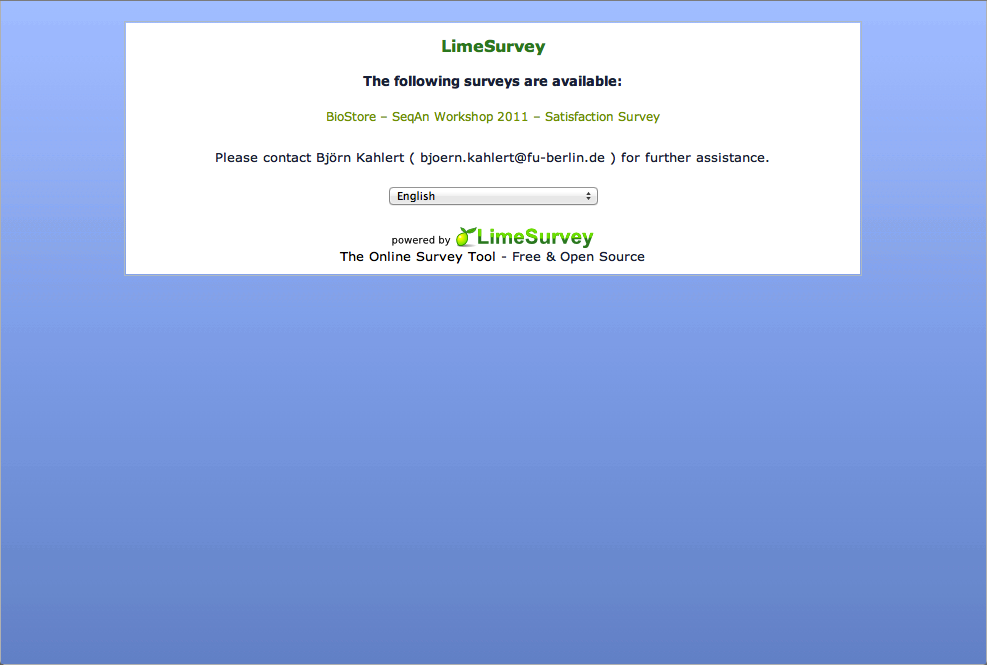 LimeSurvey
The following surveys are available:
BioStore – SeqAn Workshop 2011 – Satisfaction Survey
Please contact Björn Kahlert ( bjoern.kahlert@fu-berlin.de ) for further assistance.
English
powered by LimeSurvey
The Online Survey Tool - Free & Open Source